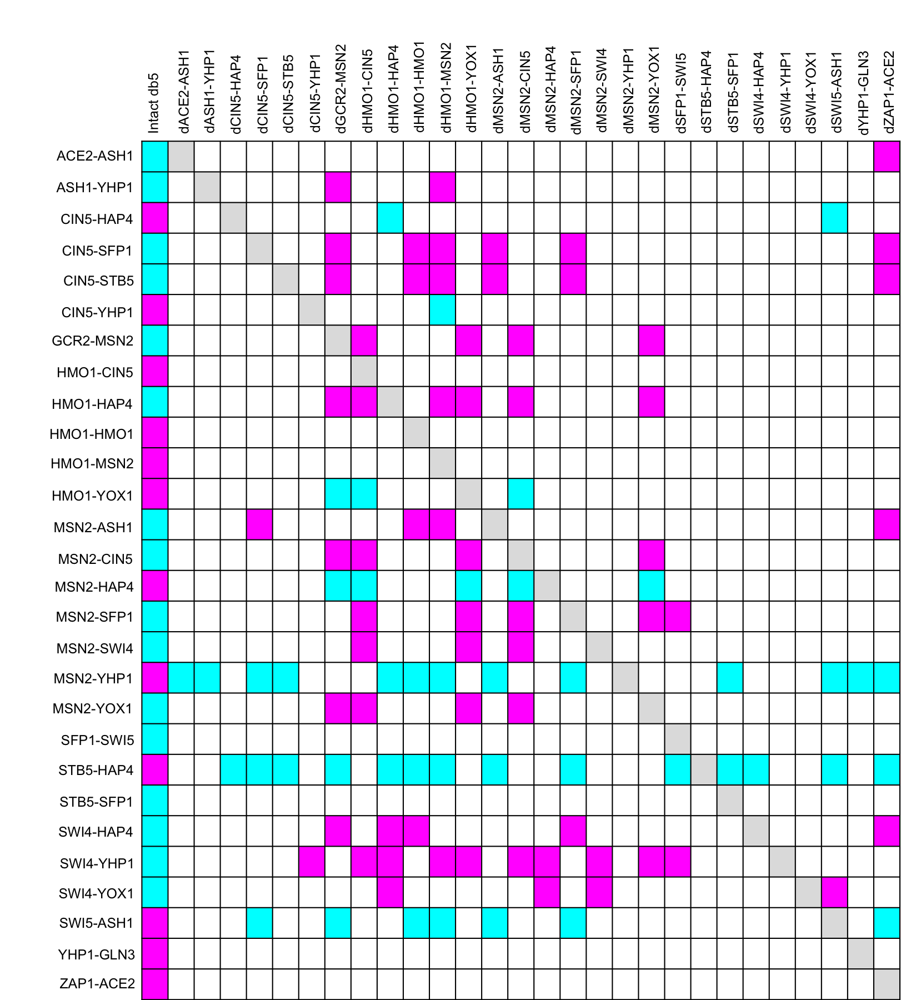 Intact db5
dACE2-ASH1
dASH1-YHP1
dCIN5-HAP4
dCIN5-SFP1
dCIN5-STB5
dCIN5-YHP1
dGCR2-MSN2
dHMO1-CIN5
dHMO1-HAP4
dHMO1-HMO1
dHMO1-MSN2
dHMO1-YOX1
dMSN2-ASH1
dMSN2-CIN5
dMSN2-HAP4
dMSN2-SFP1
dMSN2-SWI4
dMSN2-YHP1
dMSN2-YOX1
dSFP1-SWI5
dSTB5-HAP4
dSTB5-SFP1
dSWI4-HAP4
dSWI4-YHP1
dSWI4-YOX1
dSWI5-ASH1
dYHP1-GLN3
dZAP1-ACE2
ACE2-ASH1
ASH1-YHP1
CIN5-HAP4
CIN5-SFP1
CIN5-STB5
CIN5-YHP1
GCR2-MSN2
HMO1-CIN5
HMO1-HAP4
HMO1-HMO1
HMO1-MSN2
HMO1-YOX1
MSN2-ASH1
MSN2-CIN5
MSN2-HAP4
MSN2-SFP1
MSN2-SWI4
MSN2-YHP1
MSN2-YOX1
SFP1-SWI5
STB5-HAP4
STB5-SFP1
SWI4-HAP4
SWI4-YHP1
SWI4-YOX1
SWI5-ASH1
YHP1-GLN3
ZAP1-ACE2